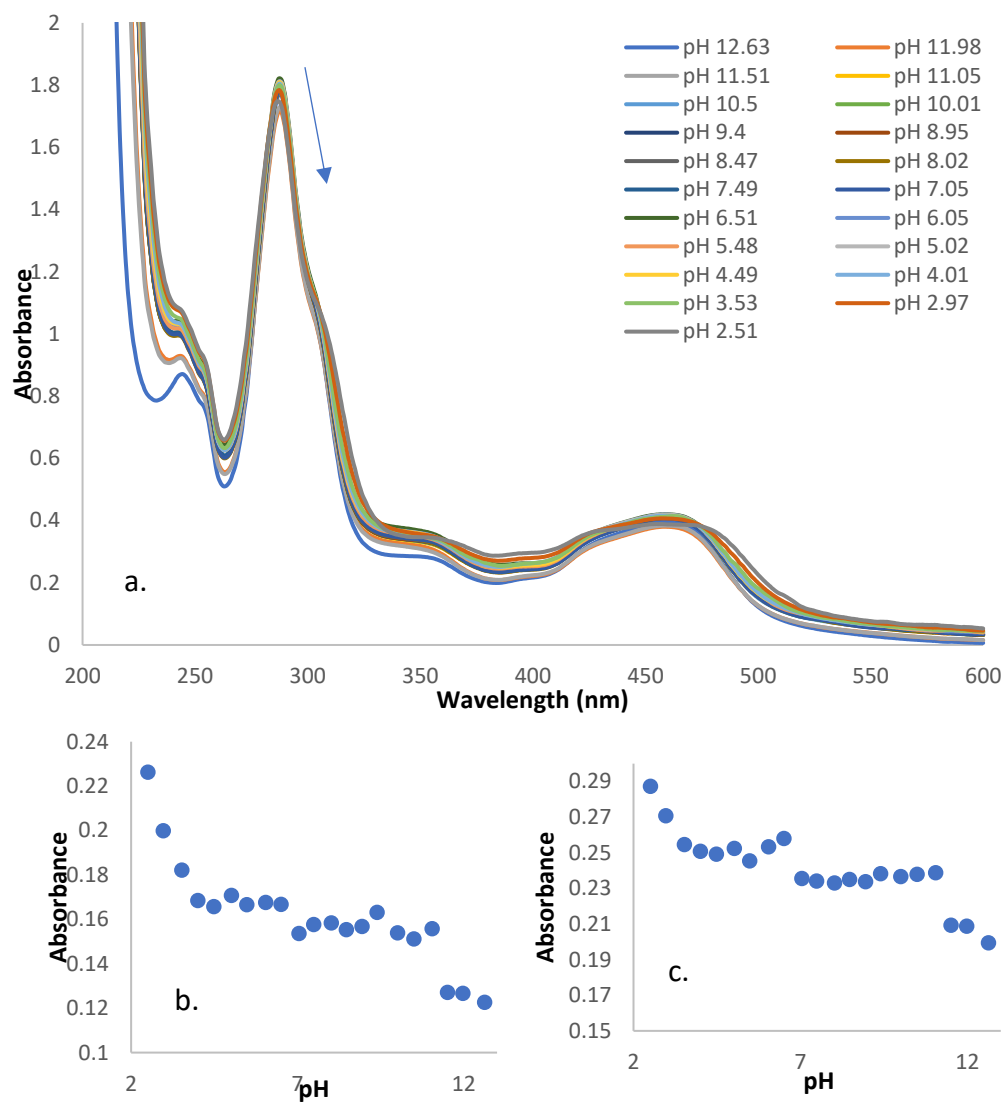 2
1.8
1.6
1.4
1.2
1
0.8
0.6
0.4
0.2
0
Absorbance
pH 12.63 pH 11.98
pH 11.51 pH 11.05
pH 10.5 pH 10.01
pH 9.4 pH 8.95
pH 8.47 pH 8.02
pH 7.49 pH 7.05
pH 6.51 pH 6.05
pH 5.48 pH 5.02
pH 4.49 pH 4.01
pH 3.53 pH 2.97
pH 2.51
a.
200 250 300 350 400 450 500 550 600
Wavelength (nm)
0.24
0.22
0.2
0.18
0.16
0.14
0.12
0.1
Absorbance
b.
2 7 12
pH
0.29
0.27
0.25
0.23
0.21
0.19
0.17
0.15
Absorbance
c.
2 7 12
pH